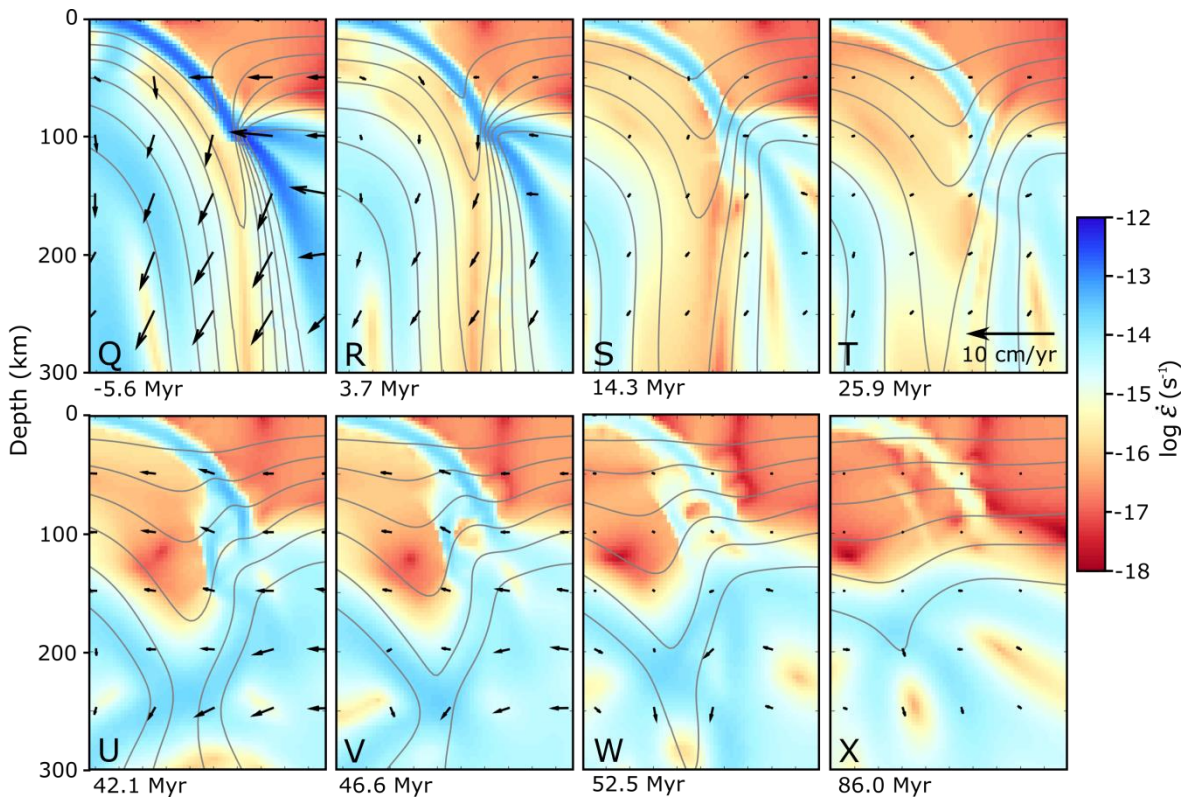 0
100
200
300
Q
R
S
T
10 cm/yr
-5.6 Myr
3.7 Myr
14.3 Myr
25.9 Myr
Depth (km)
0
100
200
300
U
V
W
X
42.1 Myr
46.6 Myr
52.5 Myr
86.0 Myr
-12
-13
-14
-15
-16
-17
-18
log ε̇ (s⁻¹)